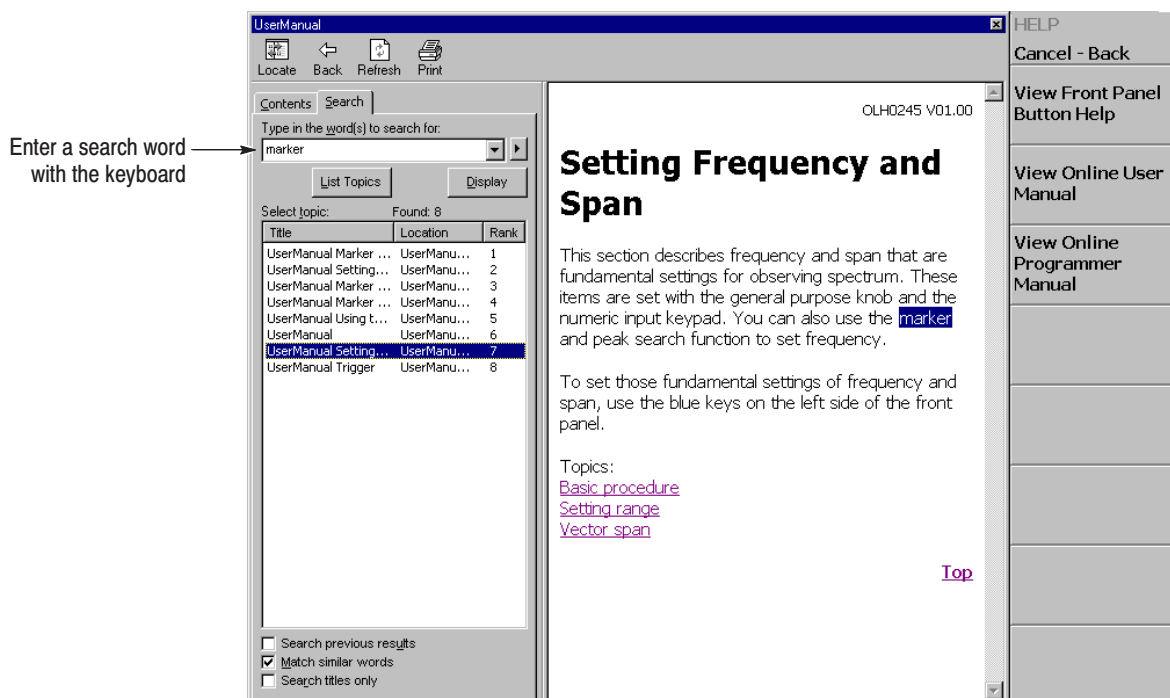 UserManual
Locate Back Refresh Print
Contents Search
Type in the word(s) to search for:
marker
List Topics Display
Select topic: Found: 8
Title Location Rank
UserManual Marker ... UserManu... 1
UserManual Setting... UserManu... 2
UserManual Marker ... UserManu... 3
UserManual Marker ... UserManu... 4
UserManual Using t... UserManu... 5
UserManual UserManu... 6
UserManual Setting... UserManu... 7
UserManual Trigger UserManu... 8
Search previous results
Match similar words
Search titles only
Enter a search word
with the keyboard
OLH0245 V01.00
Setting Frequency and
Span
This section describes frequency and span that are
fundamental settings for observing spectrum. These
items are set with the general purpose knob and the
numeric input keypad. You can also use the marker
and peak search function to set frequency.
To set those fundamental settings of frequency and
span, use the blue keys on the left side of the front
panel.
Topics:
Basic procedure
Setting range
Vector span
Top
HELP
Cancel - Back
View Front Panel
Button Help
View Online User
Manual
View Online
Programmer
Manual